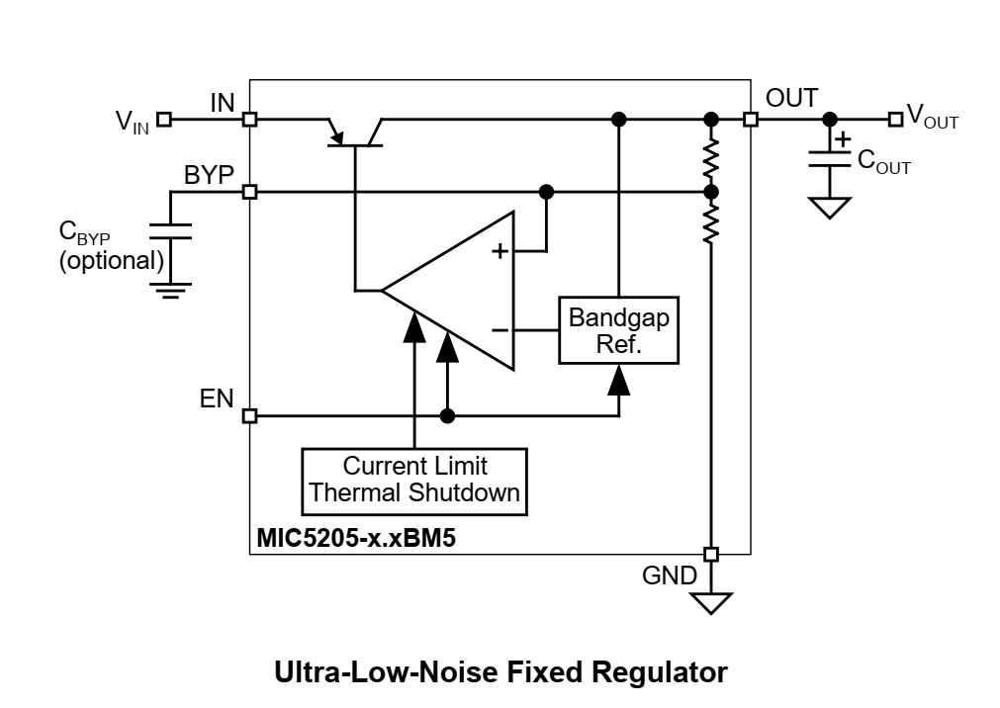 IN
OUT
VIN
VOUT
+
COUT
BYP
CBYP
(optional)
+
−
Bandgap
Ref.
EN
Current Limit
Thermal Shutdown
MIC5205-x.xBM5
GND
Ultra-Low-Noise Fixed Regulator